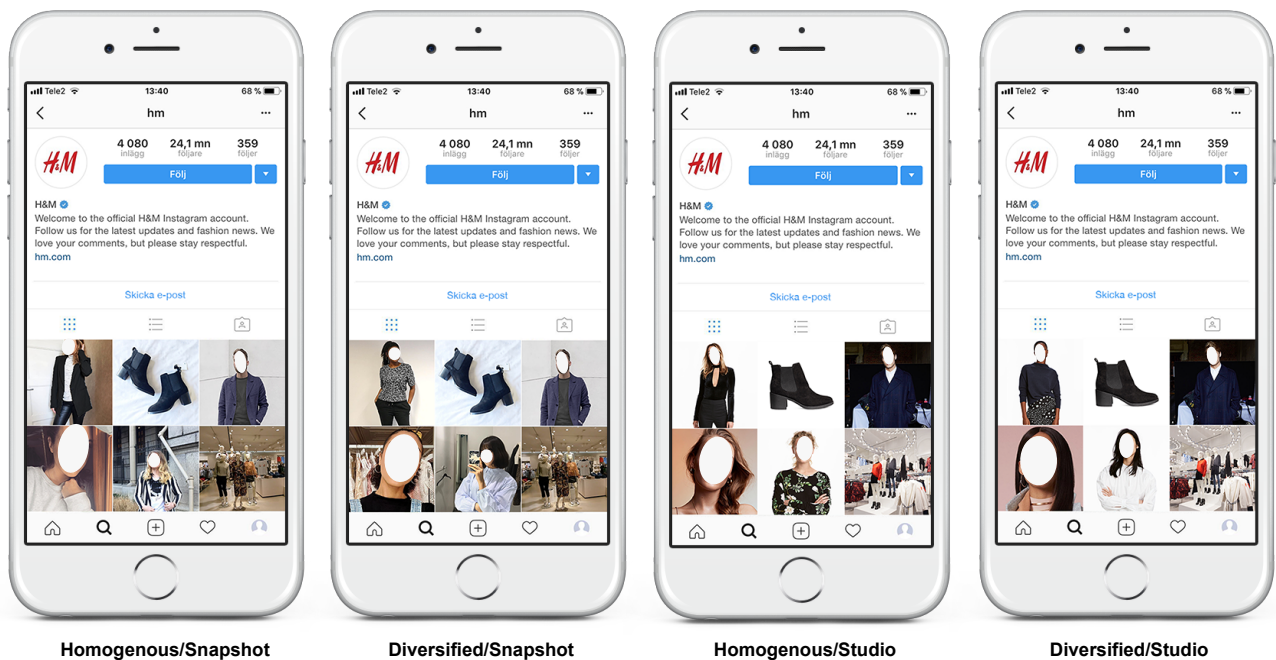 Tele2 13:40 68 %
hm
H&M
4 080 24,1 mn 359
inlägg följare följer
Följ
H&M
Welcome to the official H&M Instagram account.
Follow us for the latest updates and fashion news. We
love your comments, but please stay respectful.
hm.com
Skicka e-post
Homogenous/Snapshot
Tele2 13:40 68 %
hm
H&M
4 080 24,1 mn 359
inlägg följare följer
Följ
H&M
Welcome to the official H&M Instagram account.
Follow us for the latest updates and fashion news. We
love your comments, but please stay respectful.
hm.com
Skicka e-post
Diversified/Snapshot
Tele2 13:40 68 %
hm
H&M
4 080 24,1 mn 359
inlägg följare följer
Följ
H&M
Welcome to the official H&M Instagram account.
Follow us for the latest updates and fashion news. We
love your comments, but please stay respectful.
hm.com
Skicka e-post
Homogenous/Studio
Tele2 13:40 68 %
hm
H&M
4 080 24,1 mn 359
inlägg följare följer
Följ
H&M
Welcome to the official H&M Instagram account.
Follow us for the latest updates and fashion news. We
love your comments, but please stay respectful.
hm.com
Skicka e-post
Diversified/Studio